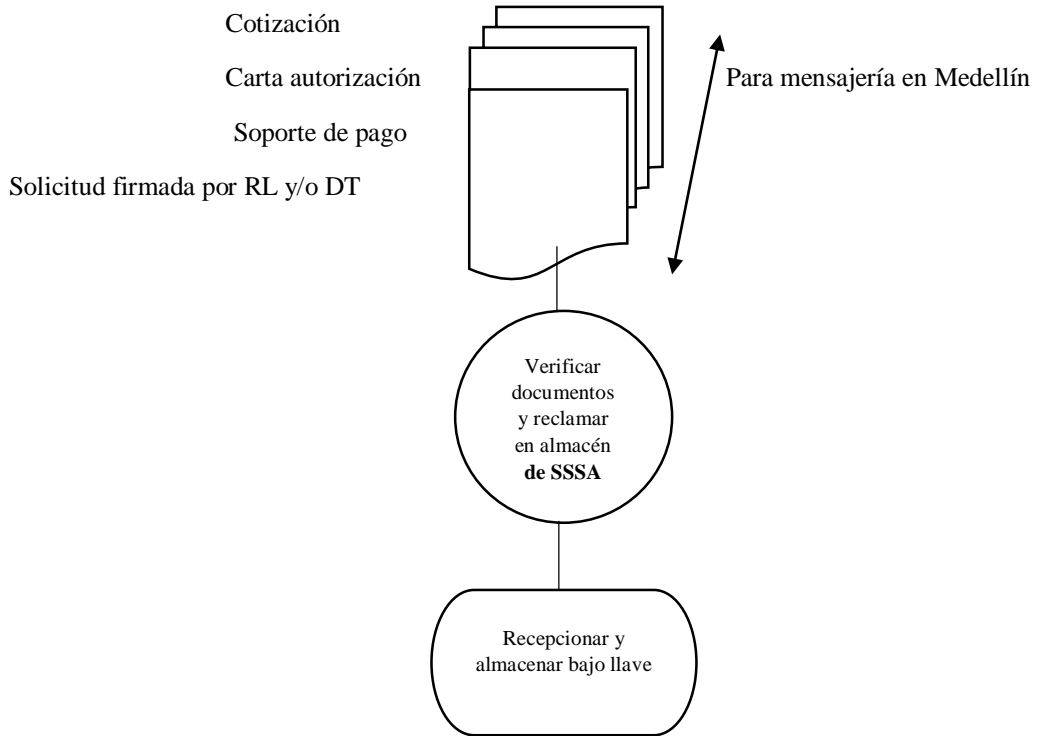 Cotización
Carta autorización
Para mensajería en Medellín
Soporte de pago
Solicitud firmada por RL y/o DT
Verificar
documentos
y reclamar
en almacén
de SSSA
Recepcionar y
almacenar bajo llave